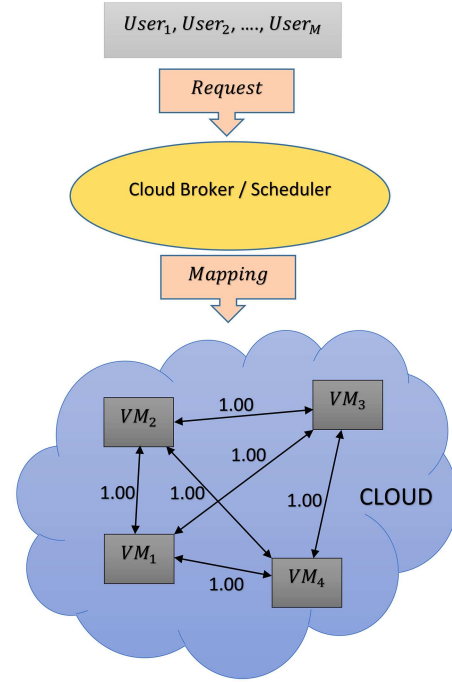 User₁, User₂, ...., User_M
Request
Cloud Broker / Scheduler
Mapping
VM₂
1.00
VM₃
1.00
1.00
1.00
1.00
CLOUD
VM₁
1.00
VM₄